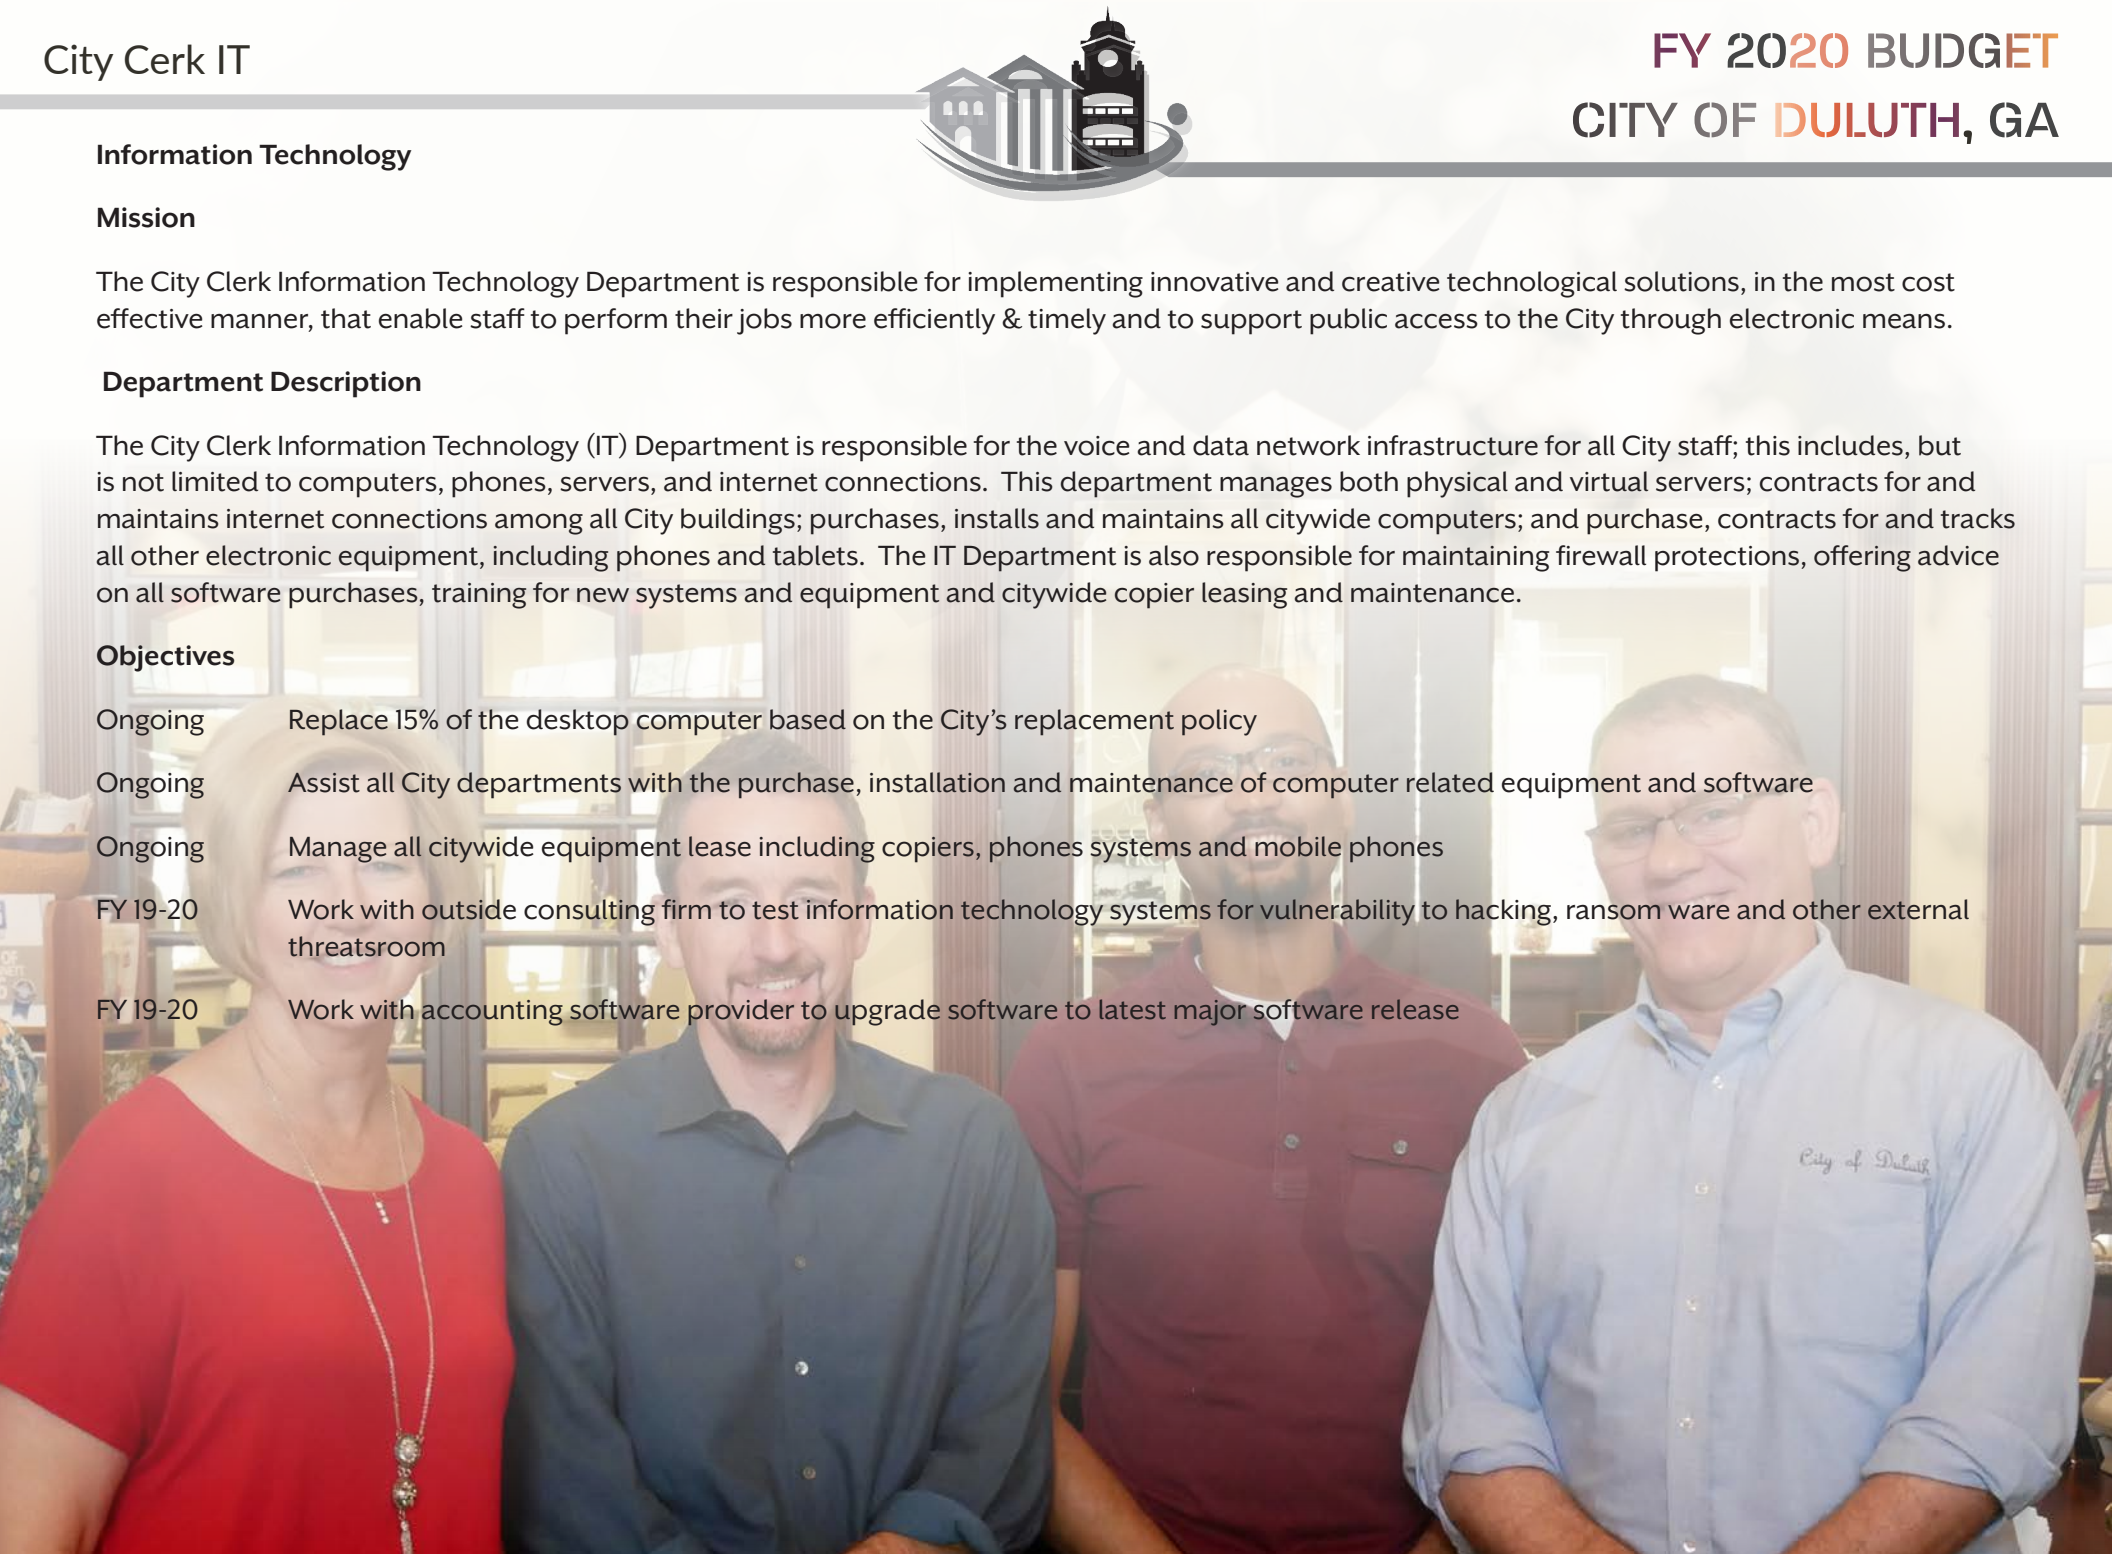 City Cerk IT
FY 2020 BUDGET
CITY OF DULUTH, GA
Information Technology
Mission
The City Clerk Information Technology Department is responsible for implementing innovative and creative technological solutions, in the most cost
effective manner, that enable staff to perform their jobs more efficiently & timely and to support public access to the City through electronic means.
Department Description
The City Clerk Information Technology (IT) Department is responsible for the voice and data network infrastructure for all City staff; this includes, but
is not limited to computers, phones, servers, and internet connections.  This department manages both physical and virtual servers; contracts for and
maintains internet connections among all City buildings; purchases, installs and maintains all citywide computers; and purchase, contracts for and tracks
all other electronic equipment, including phones and tablets.  The IT Department is also responsible for maintaining firewall protections, offering advice
on all software purchases, training for new systems and equipment and citywide copier leasing and maintenance.
Objectives
Ongoing Replace 15% of the desktop computer based on the City’s replacement policy
Ongoing Assist all City departments with the purchase, installation and maintenance of computer related equipment and software
Ongoing Manage all citywide equipment lease including copiers, phones systems and mobile phones
FY 19-20 Work with outside consulting firm to test information technology systems for vulnerability to hacking, ransom ware and other external
threatsroom
FY 19-20 Work with accounting software provider to upgrade software to latest major software release
City of Duluth